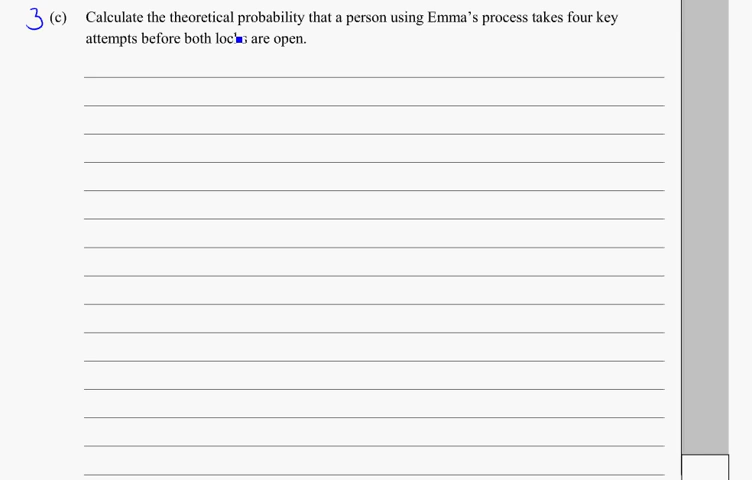 3 (c) Calculate the theoretical probability that a person using Emma's process takes four key
attempts before both locks are open.